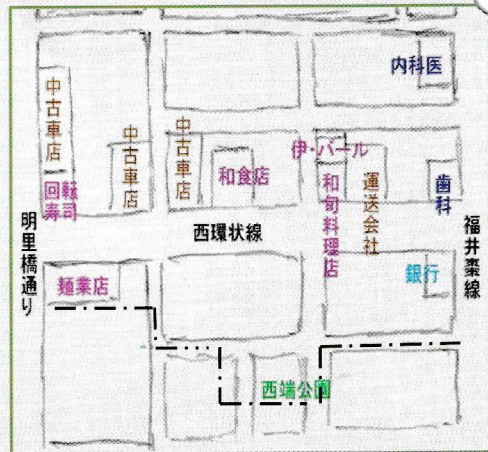 内科医
中古車店
中古車店
中古車店
伊・バール
和食店
回転
寿司
和旬料理店
運送会社
歯科
明里橋通り
西環状線
福井棗線
麺業店
銀行
西端公園